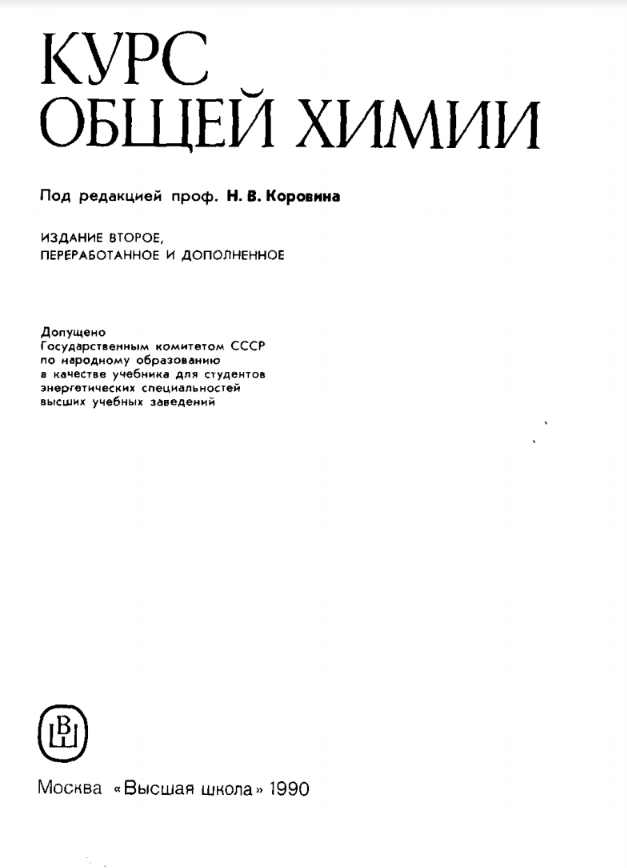 КУРС
ОБЩЕЙ ХИМИИ
Под редакцией проф. Н. В. Коровина
ИЗДАНИЕ ВТОРОЕ,
ПЕРЕРАБОТАННОЕ И ДОПОЛНЕННОЕ
Допущено
Государственным комитетом СССР
по народному образованию
в качестве учебника для студентов
энергетических специальностей
высших учебных заведений
ВШ
Москва «Высшая школа» 1990